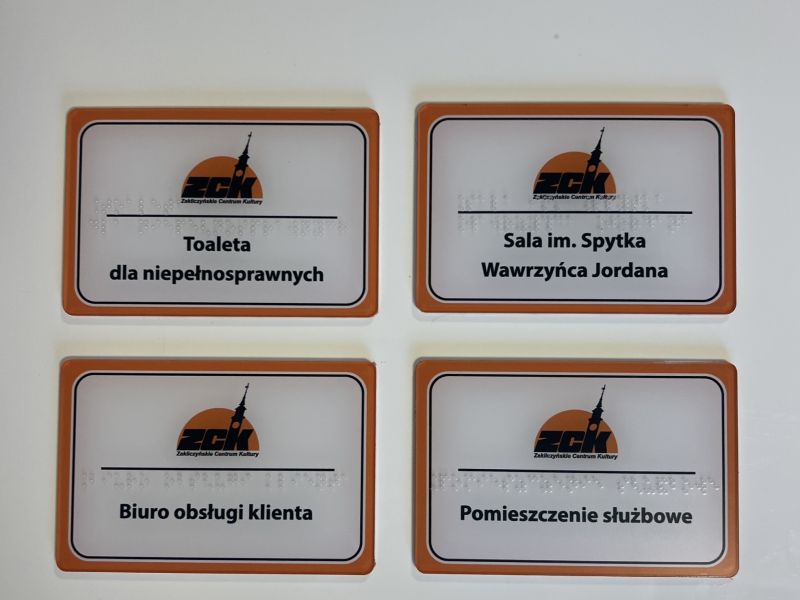 ZCK
Zakliczyńskie Centrum Kultury
Toaleta
dla niepełnosprawnych
ZCK
Zakliczyńskie Centrum Kultury
Sala im. Spytka
Wawrzyńca Jordana
ZCK
Zakliczyńskie Centrum Kultury
Biuro obsługi klienta
ZCK
Zakliczyńskie Centrum Kultury
Pomieszczenie służbowe